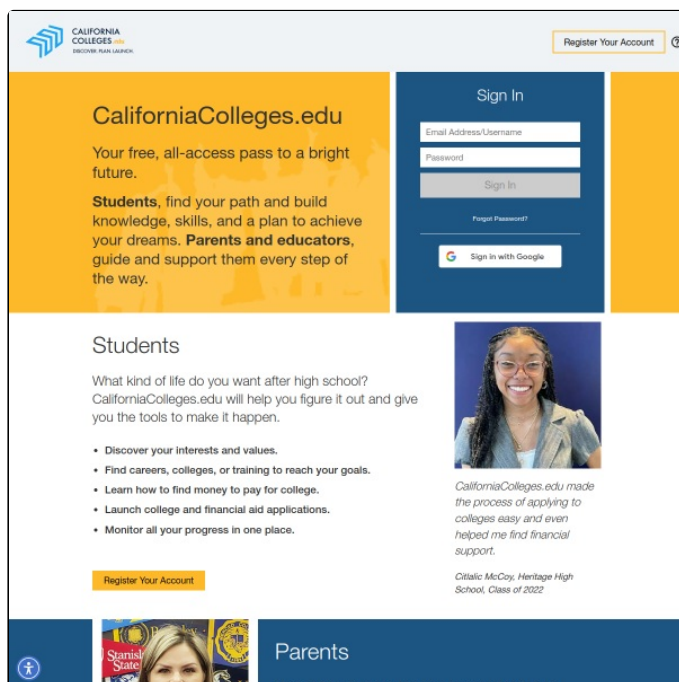 CALIFORNIA
COLLEGES.edu
DISCOVER PLAN LAUNCH
Register Your Account
CaliforniaColleges.edu
Your free, all-access pass to a bright
future.
Students, find your path and build
knowledge, skills, and a plan to achieve
your dreams. Parents and educators,
guide and support them every step of
the way.
Sign In
Email Address/Username
Password
Sign In
Forgot Password?
Sign in with Google
Students
What kind of life do you want after high school?
CaliforniaColleges.edu will help you figure it out and give
you the tools to make it happen.
• Discover your interests and values.
• Find careers, colleges, or training to reach your goals.
• Learn how to find money to pay for college.
• Launch college and financial aid applications.
• Monitor all your progress in one place.
Register Your Account
CaliforniaColleges.edu made
the process of applying to
colleges easy and even
helped me find financial
support.
Citlalic McCoy, Heritage High
School, Class of 2022
Stanisl
State
Parents